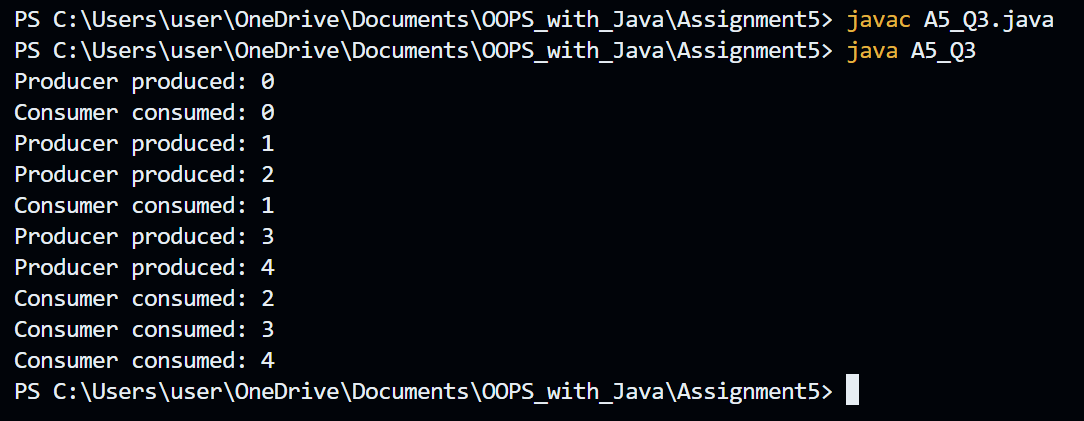 PS C:\Users\user\OneDrive\Documents\OOPS_with_Java\Assignment5> javac A5_Q3.java
PS C:\Users\user\OneDrive\Documents\OOPS_with_Java\Assignment5> java A5_Q3
Producer produced: 0
Consumer consumed: 0
Producer produced: 1
Producer produced: 2
Consumer consumed: 1
Producer produced: 3
Producer produced: 4
Consumer consumed: 2
Consumer consumed: 3
Consumer consumed: 4
PS C:\Users\user\OneDrive\Documents\OOPS_with_Java\Assignment5>